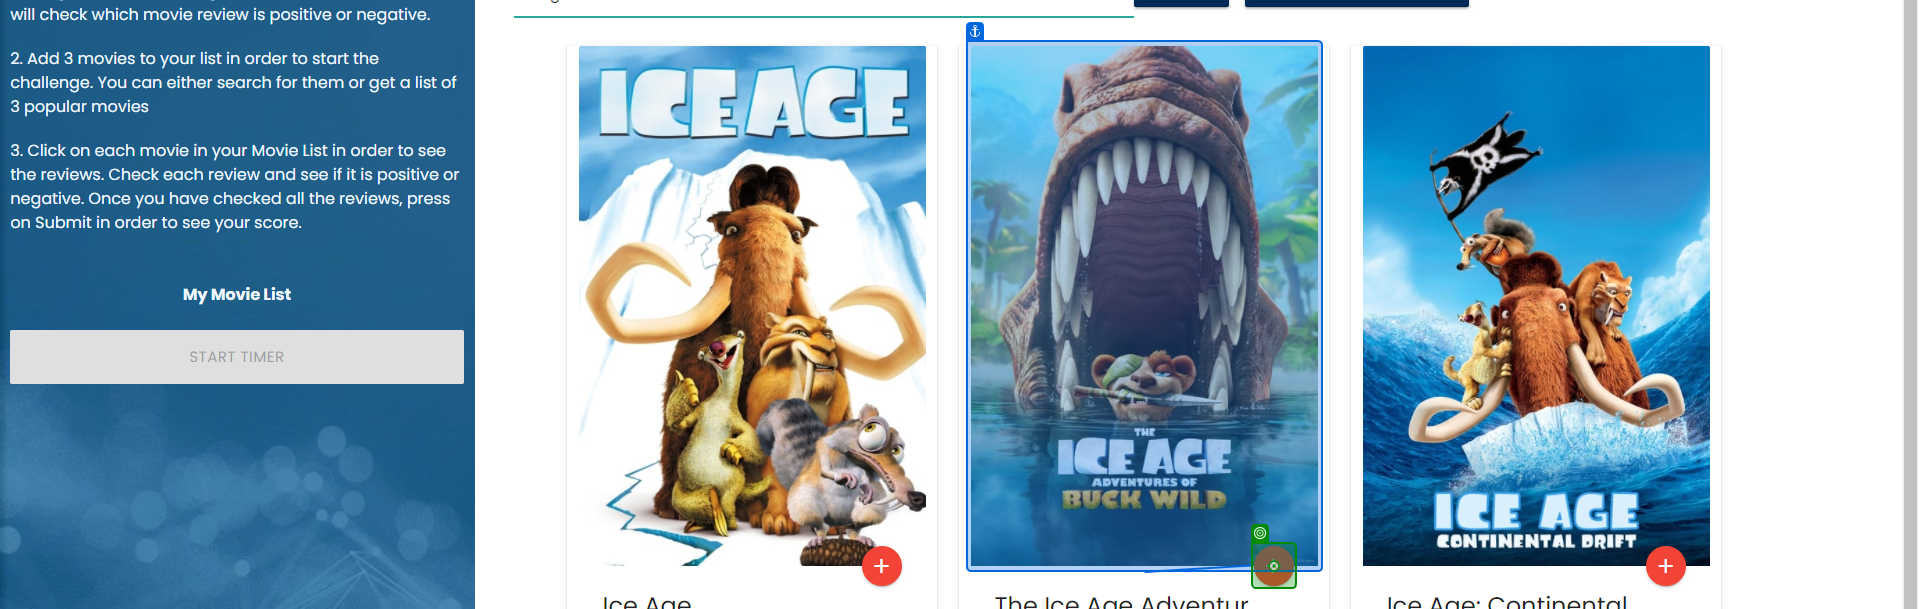 will check which movie review is positive or negative.
2. Add 3 movies to your list in order to start the
challenge. You can either search for them or get a list of
3 popular movies
3. Click on each movie in your Movie List in order to see
the reviews. Check each review and see if it is positive or
negative. Once you have checked all the reviews, press
on Submit in order to see your score.
My Movie List
START TIMER
ICE AGE
THE
ICE AGE
ADVENTURES OF
BUCK WILD
ICE AGE
CONTINENTAL DRIFT
Ice Age
The Ice Age Adventur
Ice Age: Continental